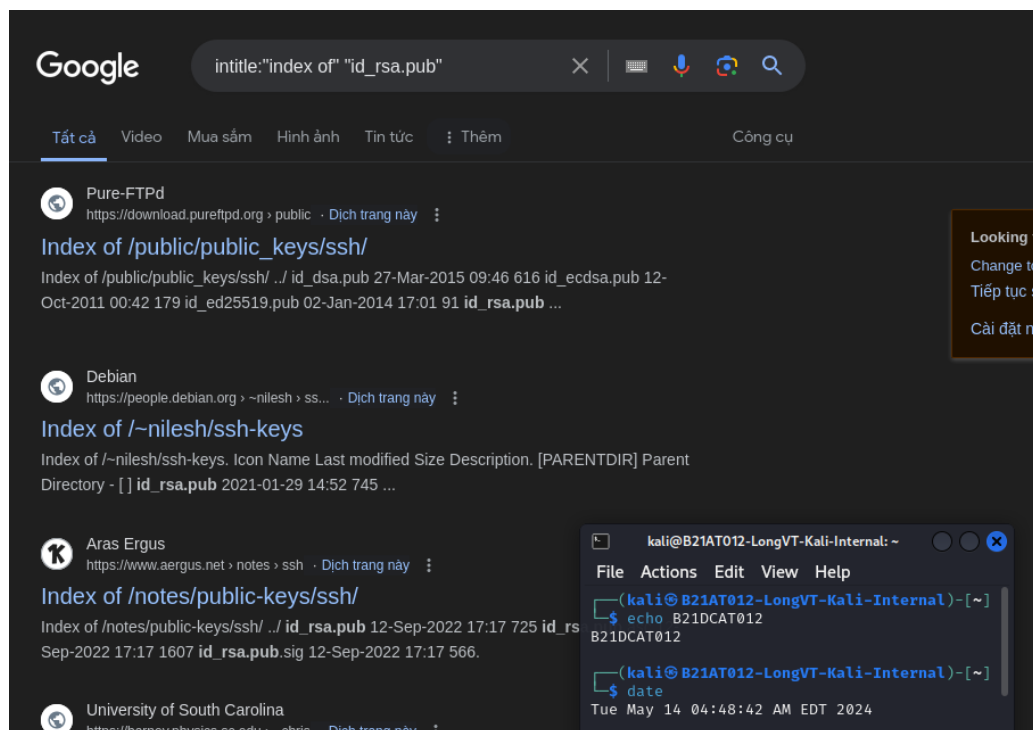 Google
intitle:"index of" "id_rsa.pub"
Tất cả Video Mua sắm Hình ảnh Tin tức Thêm Công cụ
Pure-FTPd
https://download.pureftpd.org › public · Dịch trang này
Index of /public/public_keys/ssh/
Index of /public/public_keys/ssh/ ../ id_dsa.pub 27-Mar-2015 09:46 616 id_ecdsa.pub 12-
Oct-2011 00:42 179 id_ed25519.pub 02-Jan-2014 17:01 91 id_rsa.pub ...
Looking
Change
Tiếp tục
Cài đặt
Debian
https://people.debian.org › ~nilesh › ss... · Dịch trang này
Index of /~nilesh/ssh-keys
Index of /~nilesh/ssh-keys. Icon Name Last modified Size Description. [PARENTDIR] Parent
Directory - [ ] id_rsa.pub 2021-01-29 14:52 745 ...
Aras Ergus
https://www.aergus.net › notes › ssh · Dịch trang này
Index of /notes/public-keys/ssh/
Index of /notes/public-keys/ssh/ ../ id_rsa.pub 12-Sep-2022 17:17 725
Sep-2022 17:17 1607 id_rsa.pub.sig 12-Sep-2022 17:17 566.
University of South Carolina
kali@B21AT012-LongVT-Kali-Internal: ~
File Actions Edit View Help
┌──(kali㉿B21AT012-LongVT-Kali-Internal)-[~]
└─$ echo B21DCAT012
B21DCAT012
┌──(kali㉿B21AT012-LongVT-Kali-Internal)-[~]
└─$ date
Tue May 14 04:48:42 AM EDT 2024